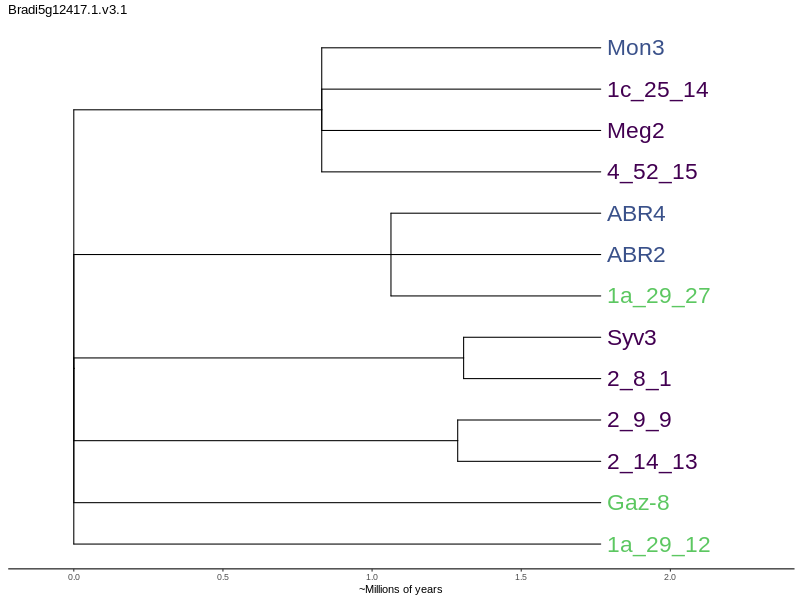 Bradi5g12417.1.v3.1
Mon3
1c_25_14
Meg2
4_52_15
ABR4
ABR2
1a_29_27
Syv3
2_8_1
2_9_9
2_14_13
Gaz-8
1a_29_12
0.0 0.5 1.0 1.5 2.0
~Millions of years